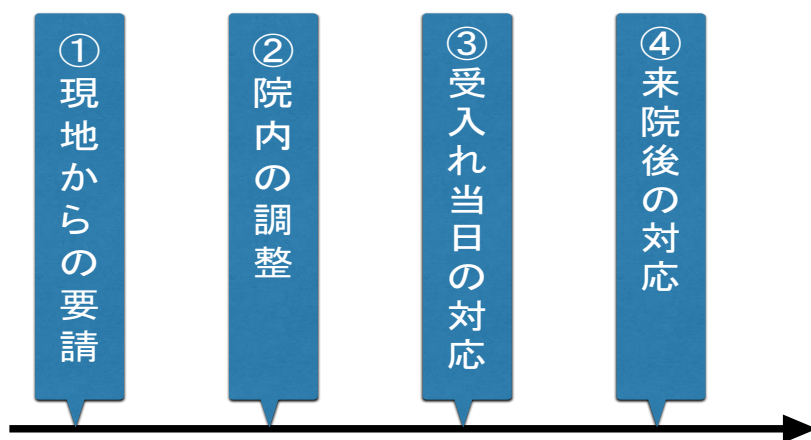 ①現地からの要請
②院内の調整
③受入れ当日の対応
④来院後の対応